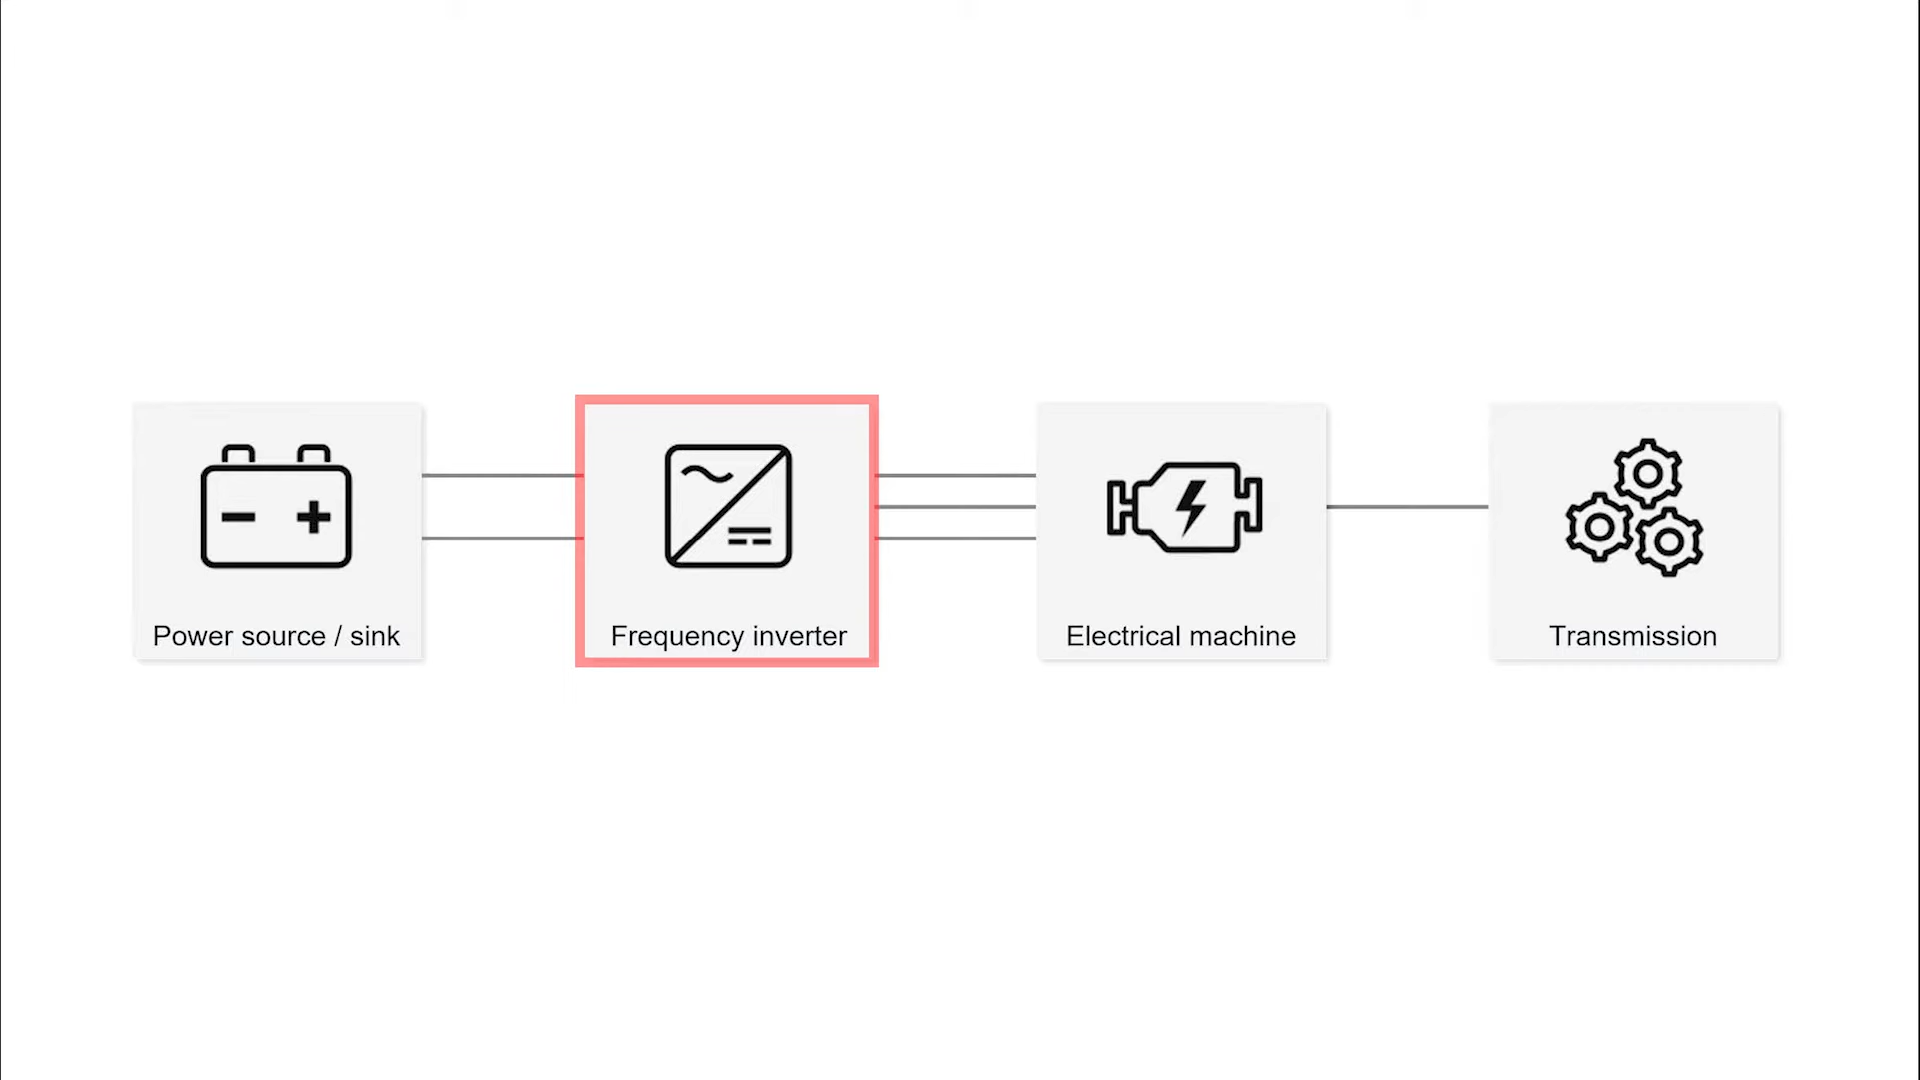 Power source / sink
Frequency inverter
Electrical machine
Transmission